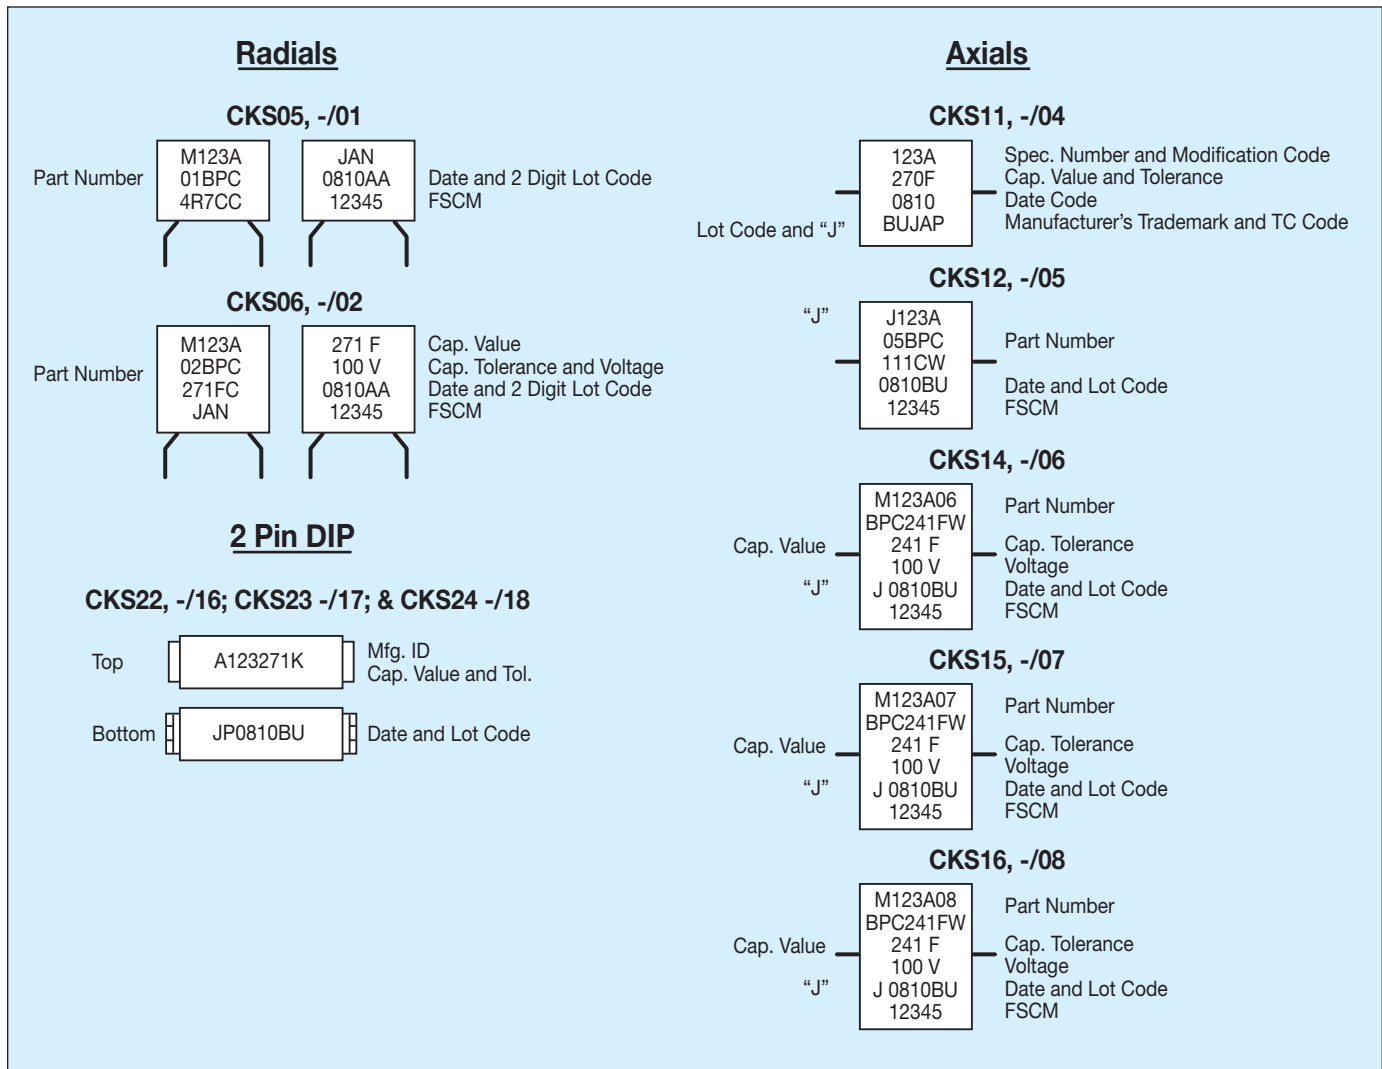 Radials
CKS05, -/01
Part Number
M123A
01BPC
4R7CC
JAN
0810AA
12345
Date and 2 Digit Lot Code
FSCM
CKS06, -/02
Part Number
M123A
02BPC
271FC
JAN
271 F
100 V
0810AA
12345
Cap. Value
Cap. Tolerance and Voltage
Date and 2 Digit Lot Code
FSCM
2 Pin DIP
CKS22, -/16; CKS23 -/17; & CKS24 -/18
Top
A123271K
Mfg. ID
Cap. Value and Tol.
Bottom
JP0810BU
Date and Lot Code
Axials
CKS11, -/04
Lot Code and “J”
123A
270F
0810
BUJAP
Spec. Number and Modification Code
Cap. Value and Tolerance
Date Code
Manufacturer’s Trademark and TC Code
CKS12, -/05
“J”
J123A
05BPC
111CW
0810BU
12345
Part Number
Date and Lot Code
FSCM
CKS14, -/06
Cap. Value
“J”
M123A06
BPC241FW
241 F
100 V
J 0810BU
12345
Part Number
Cap. Tolerance
Voltage
Date and Lot Code
FSCM
CKS15, -/07
Cap. Value
“J”
M123A07
BPC241FW
241 F
100 V
J 0810BU
12345
Part Number
Cap. Tolerance
Voltage
Date and Lot Code
FSCM
CKS16, -/08
Cap. Value
“J”
M123A08
BPC241FW
241 F
100 V
J 0810BU
12345
Part Number
Cap. Tolerance
Voltage
Date and Lot Code
FSCM